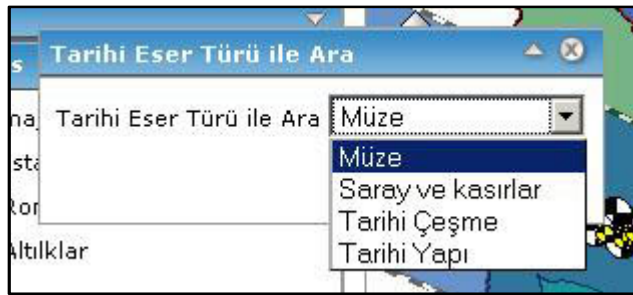 Tarihi Eser Türü ile Ara
Tarihi Eser Türü ile Ara Müze
Müze
Saray ve kasırlar
Tarihi Çeşme
Tarihi Yapı
Altılklar